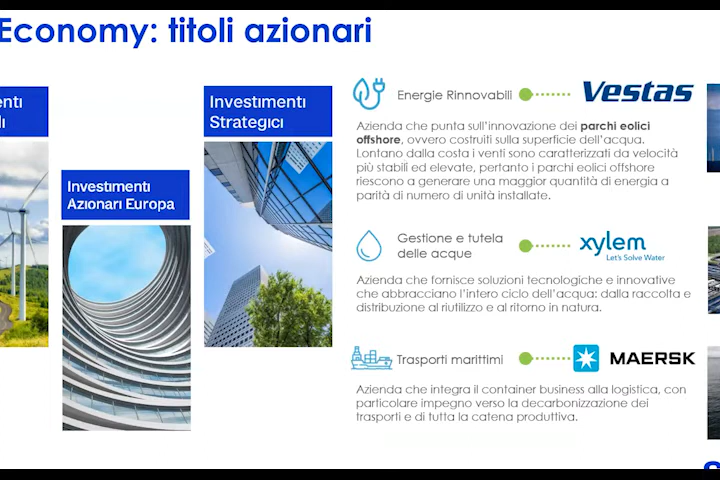 Economy: titoli azionari
Investimenti
Strategici
Investimenti
Azionari Europa
Energie Rinnovabili
Vestas
Azienda che punta sull'innovazione dei parchi eolici
offshore, ovvero costruiti sulla superficie dell'acqua.
Lontano dalla costa i venti sono caratterizzati da velocità
più stabili ed elevate, pertanto i parchi eolici offshore
riescono a generare una maggior quantità di energia a
parità di numero di unità installate.
Gestione e tutela
delle acque
xylem
Let's Solve Water
Azienda che fornisce soluzioni tecnologiche e innovative
che abbracciano l'intero ciclo dell'acqua: dalla raccolta e
distribuzione al riutilizzo e al ritorno in natura.
Trasporti marittimi
MAERSK
Azienda che integra il container business alla logistica, con
particolare impegno verso la decarbonizzazione dei
trasporti e di tutta la catena produttiva.